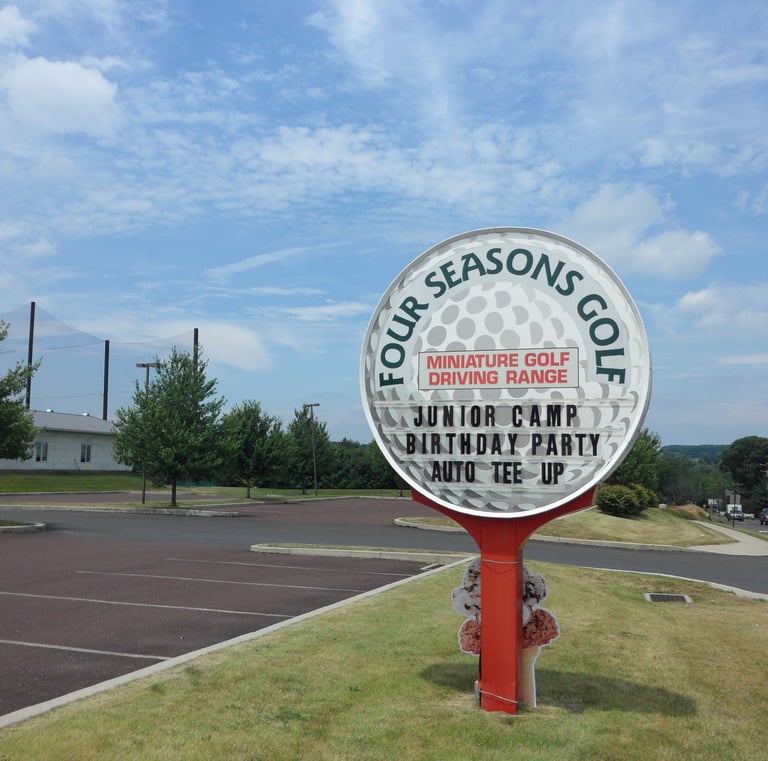 FOUR SEASONS GOLF
MINIATURE GOLF
DRIVING RANGE
JUNIOR CAMP
BIRTHDAY PARTY
AUTO TEE UP